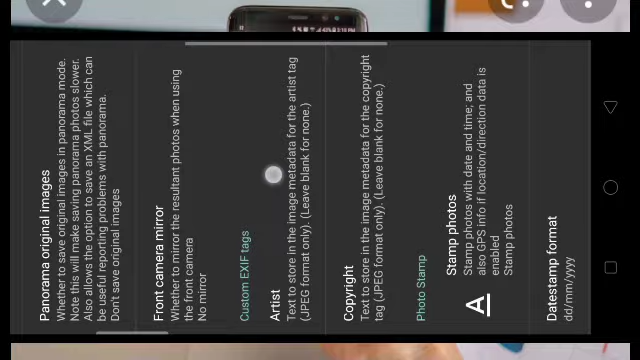 Panorama original images
Whether to save original images in panorama mode.
Note this will make saving panorama photos slower.
Also allows the option to save an XML file which can
be useful reporting problems with panorama.
Don't save original images
Front camera mirror
Whether to mirror the resultant photos when using
the front camera
No mirror
Custom EXIF tags
Artist
Text to store in the image metadata for the artist tag
(JPEG format only). (Leave blank for none.)
Copyright
Text to store in the image metadata for the copyright
tag (JPEG format only). (Leave blank for none.)
Photo Stamp
A
Stamp photos
Stamp photos with date and time; and
also GPS info if location/direction data is
enabled
Stamp photos
Datestamp format
dd/mm/yyyy